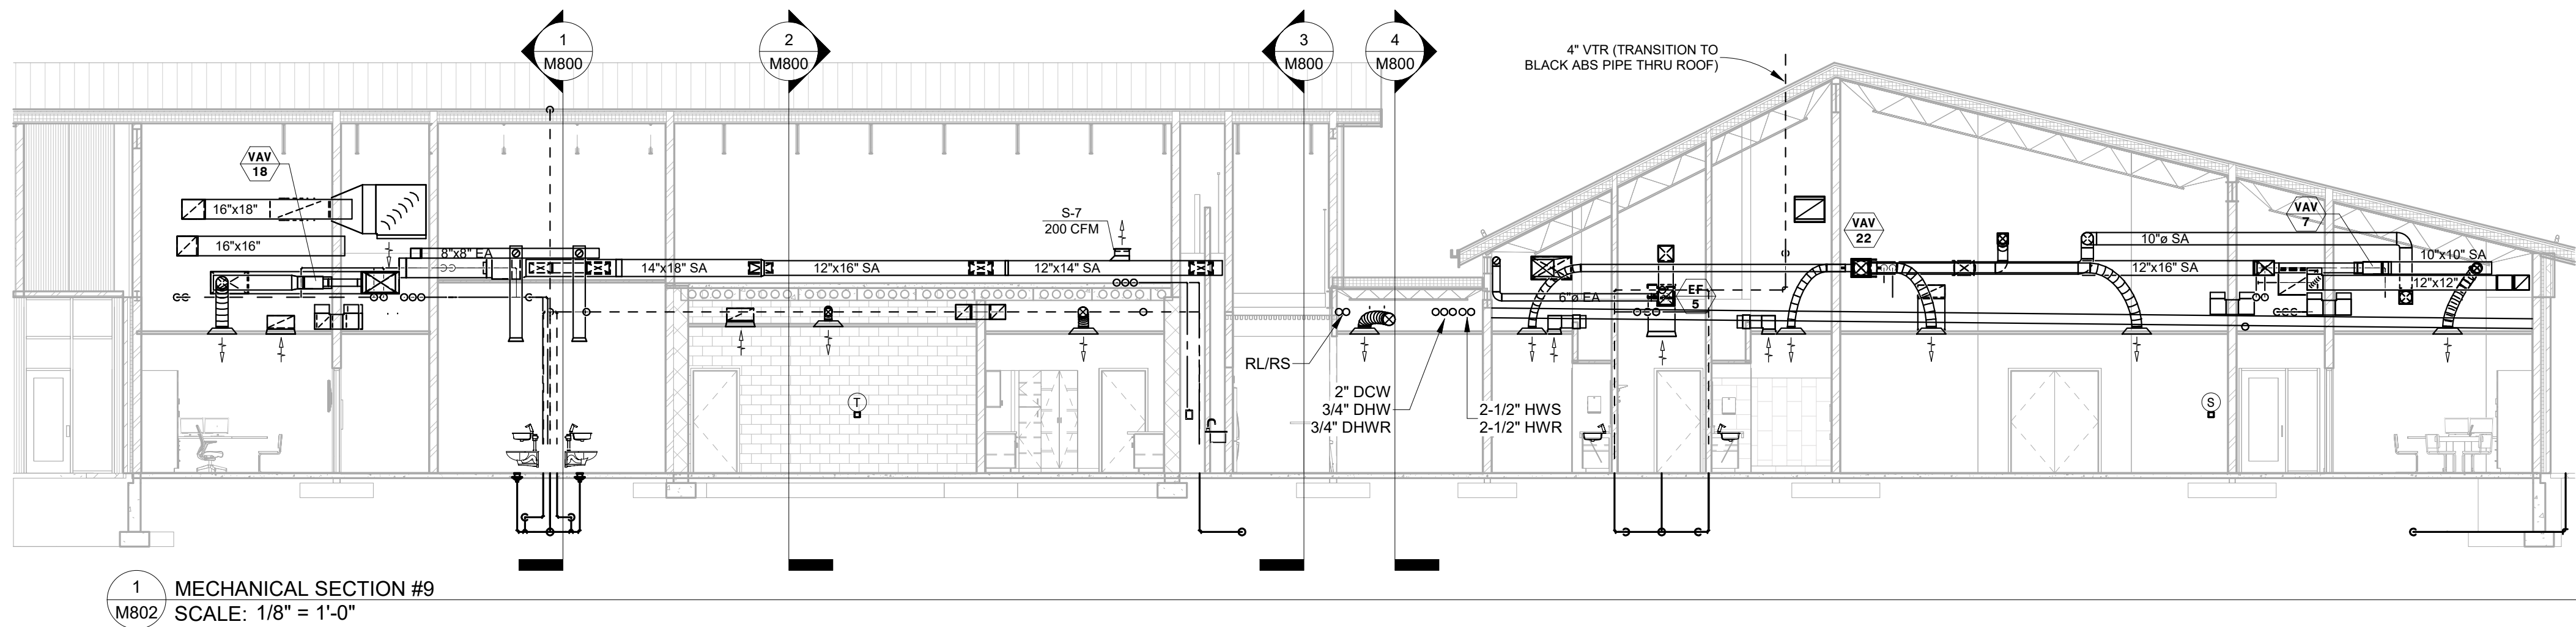 1
M800
2
M800
3
M800
4
M800
4" VTR (TRANSITION TO
BLACK ABS PIPE THRU ROOF)
VAV
18
16"x18"
16"x16"
8"x8" EA
14"x18" SA
12"x16" SA
S-7
200 CFM
12"x14" SA
6"ø EA
EF
5
VAV
22
10"ø SA
12"x16" SA
VAV
7
10"x10" SA
12"x12"
RL/RS
2" DCW
3/4" DHW
3/4" DHWR
2-1/2" HWS
2-1/2" HWR
T
S
1
M802
MECHANICAL SECTION #9
SCALE: 1/8" = 1'-0"